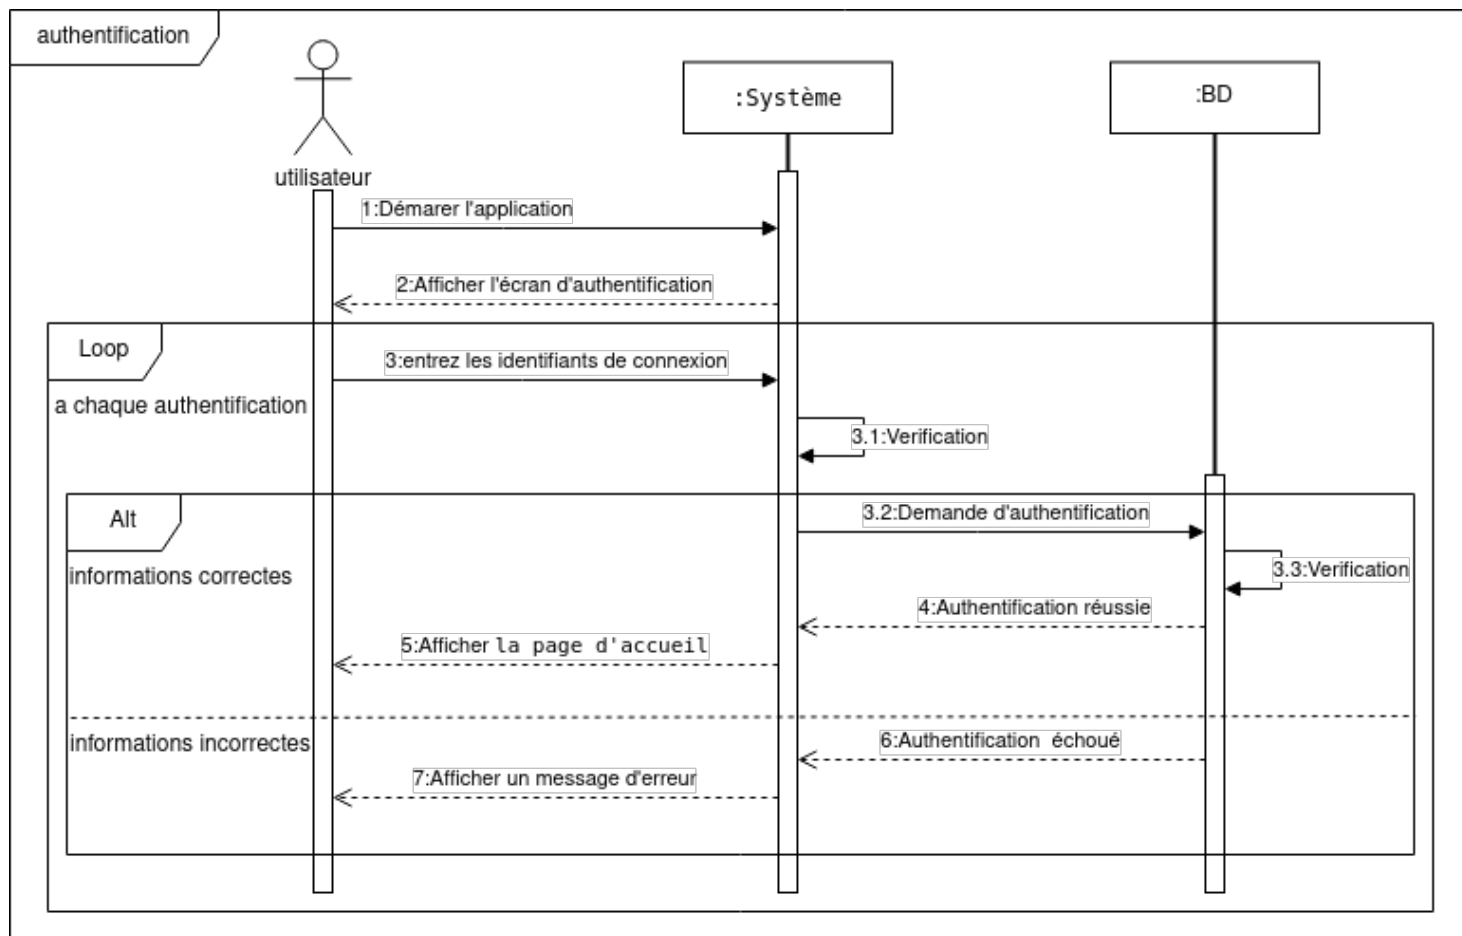 authentification
:Système
:BD
utilisateur
1:Démarer l'application
2:Afficher l'écran d'authentification
Loop
3:entrez les identifiants de connexion
a chaque authentification
3.1:Verification
Alt
3.2:Demande d'authentification
informations correctes
3.3:Verification
4:Authentification réussie
5:Afficher la page d'accueil
informations incorrectes
6:Authentification échoué
7:Afficher un message d'erreur